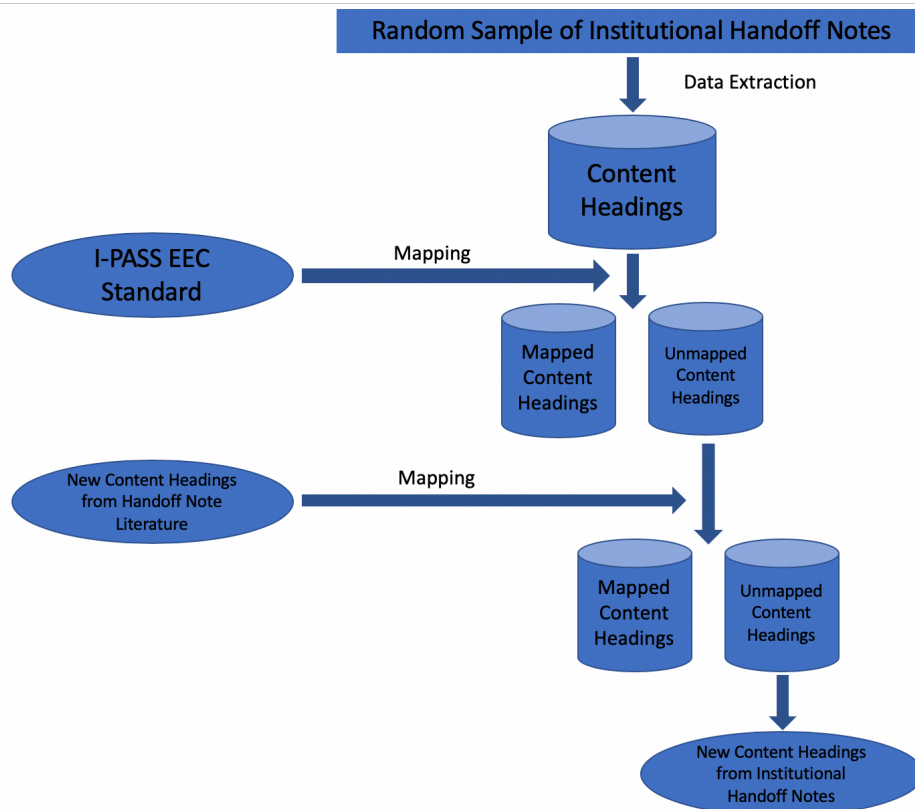 Random Sample of Institutional Handoff Notes
Data Extraction
Content
Headings
Mapping
I-PASS EEC
Standard
Mapped
Content
Headings
Unmapped
Content
Headings
Mapping
New Content Headings
from Handoff Note
Literature
Mapped
Content
Headings
Unmapped
Content
Headings
New Content Headings
from Institutional
Handoff Notes